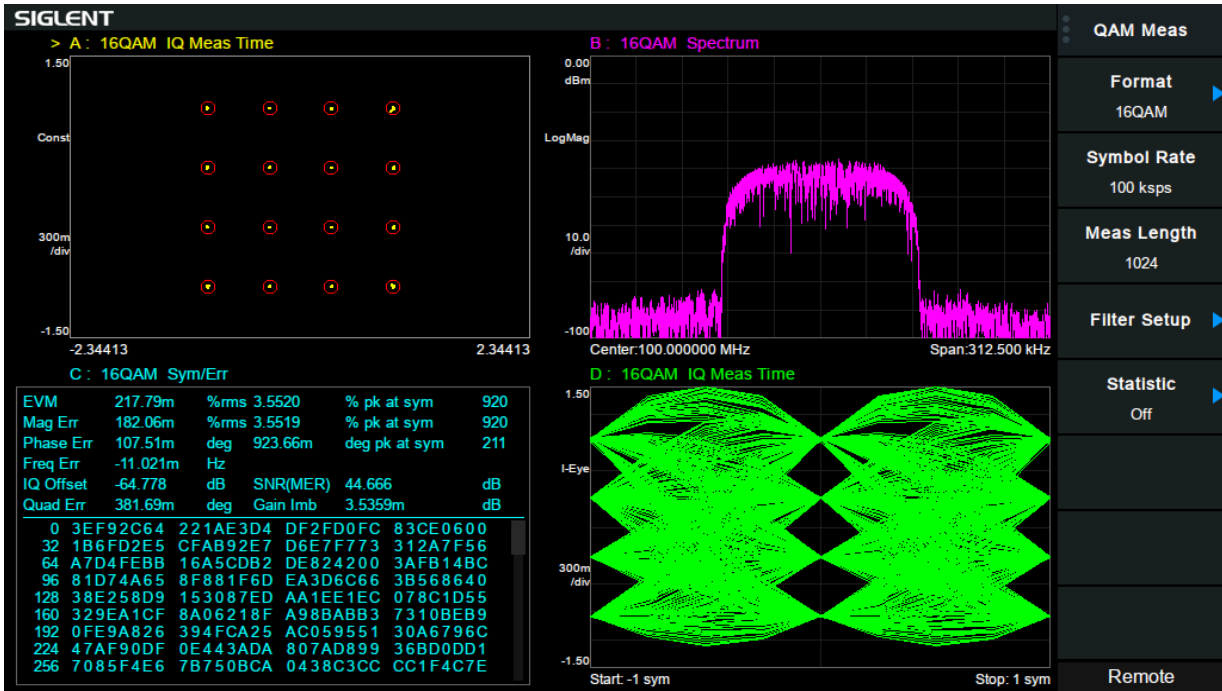 SIGLENT
> A : 16QAM IQ Meas Time
1.50
Const
300m
/div
-1.50
-2.34413 2.34413
B : 16QAM Spectrum
0.00
dBm
LogMag
10.0
/div
-100
Center:100.000000 MHz Span:312.500 kHz
C : 16QAM Sym/Err
EVM 217.79m %rms 3.5520 % pk at sym 920
Mag Err 182.06m %rms 3.5519 % pk at sym 920
Phase Err 107.51m deg 923.66m deg pk at sym 211
Freq Err -11.021m Hz
IQ Offset -64.778 dB SNR(MER) 44.666 dB
Quad Err 381.69m deg Gain Imb 3.5359m dB
0 3EF92C64 221AE3D4 DF2FD0FC 83CE0600
32 1B6FD2E5 CFAB92E7 D6E7F773 312A7F56
64 A7D4FEBB 16A5CDB2 DE824200 3AFB14BC
96 81D74A65 8F881F6D EA3D6C66 3B568640
128 38E258D9 153087ED AA1EE1EC 078C1D55
160 329EA1CF 8A06218F A98BABB3 7310BEB9
192 0FE9A826 394FCA25 AC059551 30A6796C
224 47AF90DF 0E443ADA 807AD899 36BD0DD1
256 7085F4E6 7B750BCA 0438C3CC CC1F4C7E
D : 16QAM IQ Meas Time
1.50
I-Eye
300m
/div
-1.50
Start: -1 sym Stop: 1 sym
QAM Meas
Format
16QAM
Symbol Rate
100 ksps
Meas Length
1024
Filter Setup
Statistic
Off
Remote